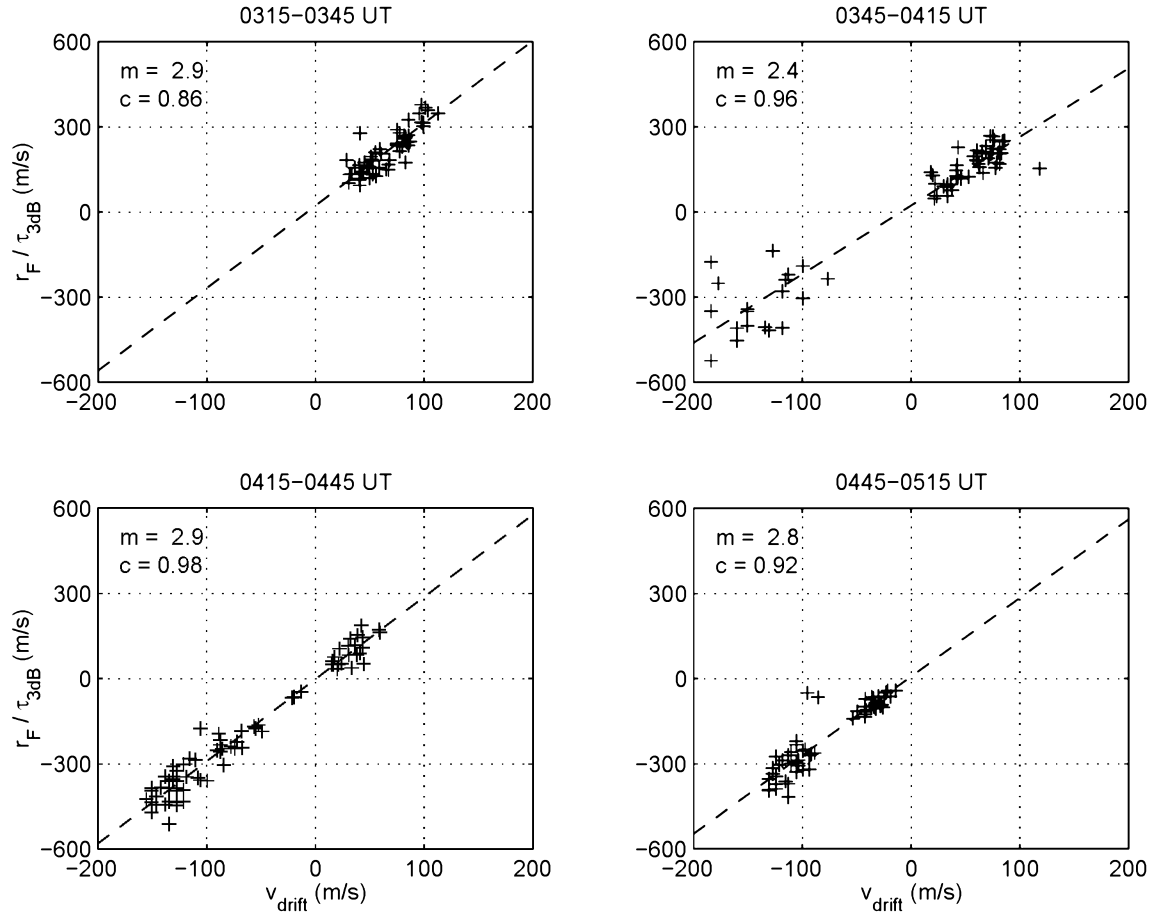 0315−0345 UT
m = 2.9
c = 0.86
600
300
0
−300
−600
r_F / τ_3dB (m/s)
−200 −100 0 100 200
0345−0415 UT
m = 2.4
c = 0.96
600
300
0
−300
−600
−200 −100 0 100 200
0415−0445 UT
m = 2.9
c = 0.98
600
300
0
−300
−600
r_F / τ_3dB (m/s)
−200 −100 0 100 200
v_drift (m/s)
0445−0515 UT
m = 2.8
c = 0.92
600
300
0
−300
−600
−200 −100 0 100 200
v_drift (m/s)